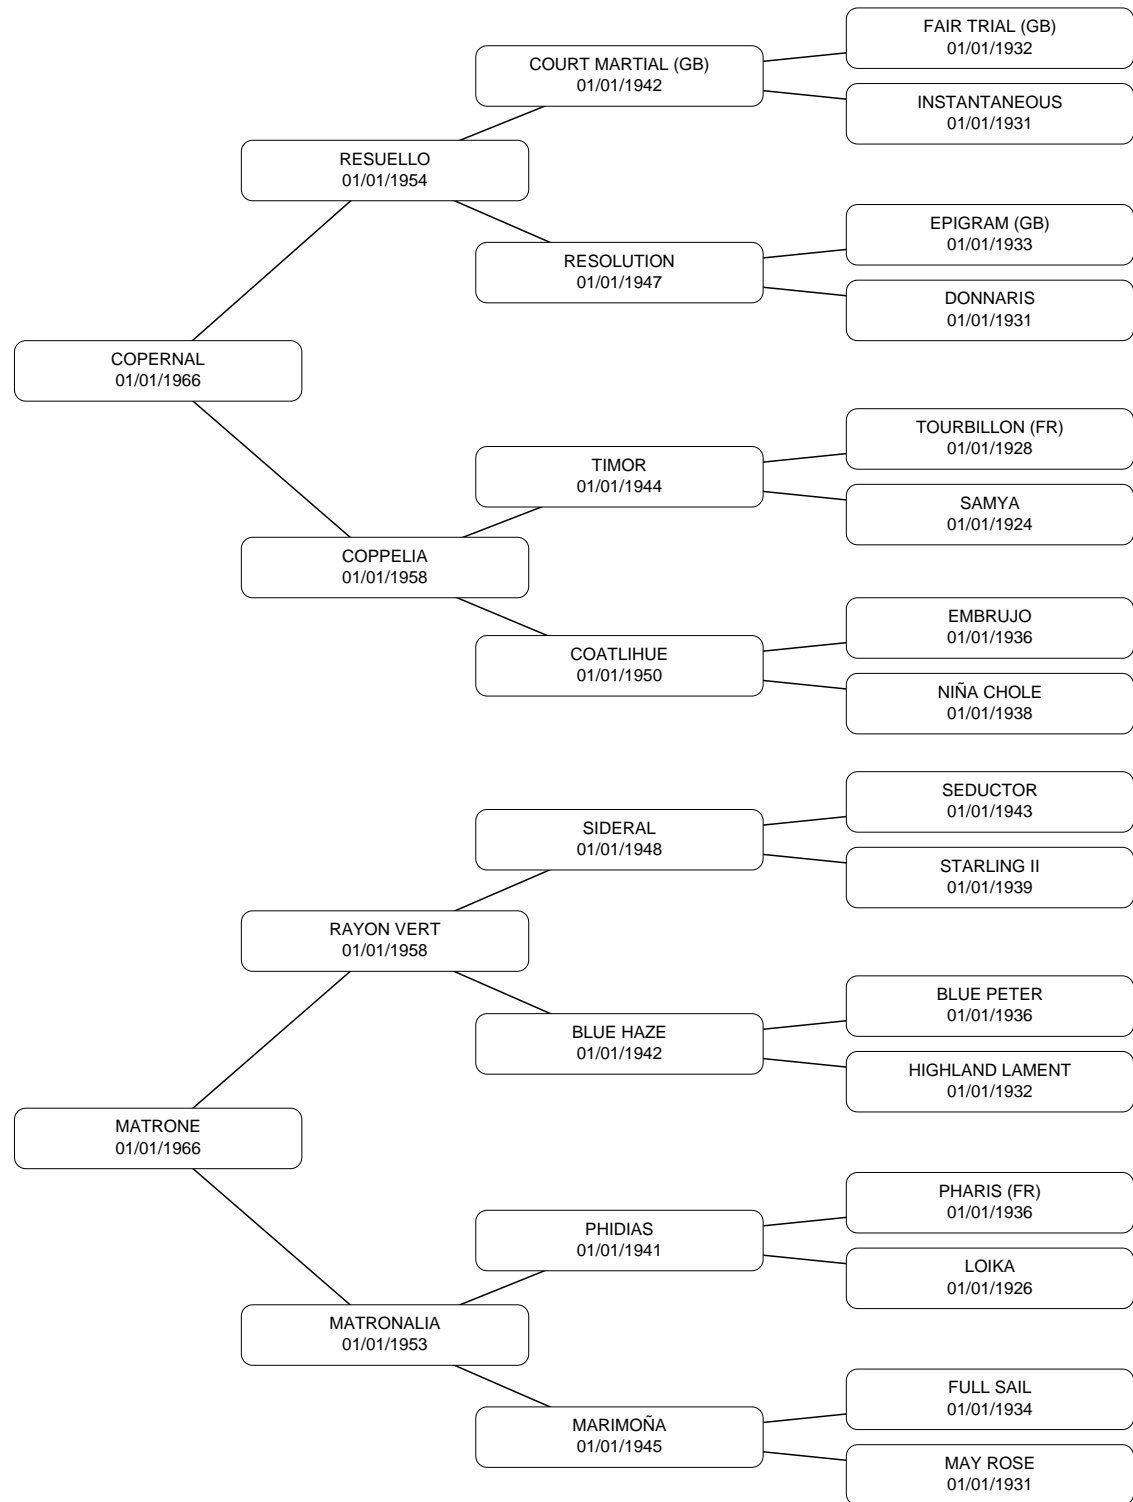 FAIR TRIAL (GB)
01/01/1932
COURT MARTIAL (GB)
01/01/1942
INSTANTANEOUS
01/01/1931
RESUELLO
01/01/1954
EPIGRAM (GB)
01/01/1933
RESOLUTION
01/01/1947
DONNARIS
01/01/1931
COPERNAL
01/01/1966
TOURBILLON (FR)
01/01/1928
TIMOR
01/01/1944
SAMYA
01/01/1924
COPPELIA
01/01/1958
EMBRUJO
01/01/1936
COATLIHUE
01/01/1950
NIÑA CHOLE
01/01/1938
SEDUCTOR
01/01/1943
SIDERAL
01/01/1948
STARLING II
01/01/1939
RAYON VERT
01/01/1958
BLUE PETER
01/01/1936
BLUE HAZE
01/01/1942
HIGHLAND LAMENT
01/01/1932
MATRONE
01/01/1966
PHARIS (FR)
01/01/1936
PHIDIAS
01/01/1941
LOIKA
01/01/1926
MATRONALIA
01/01/1953
FULL SAIL
01/01/1934
MARIMOÑA
01/01/1945
MAY ROSE
01/01/1931